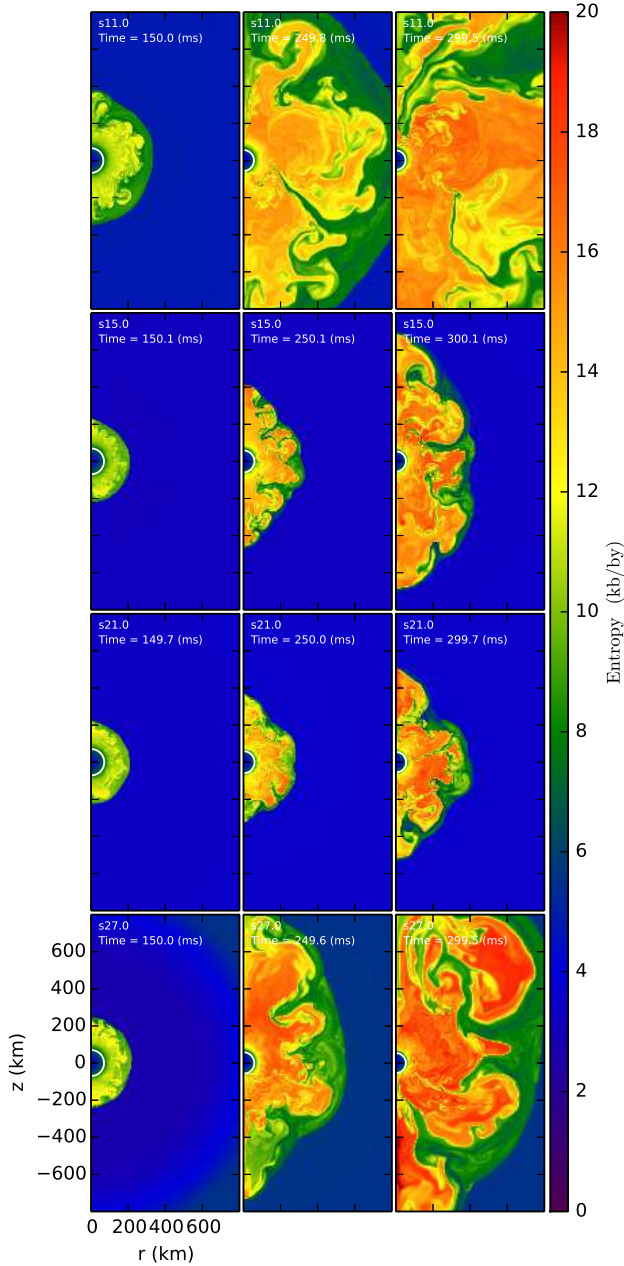 s11.0
Time = 150.0 (ms)
s11.0
Time = 249.8 (ms)
s11.0
Time = 299.5 (ms)
s15.0
Time = 150.1 (ms)
s15.0
Time = 250.1 (ms)
s15.0
Time = 300.1 (ms)
s21.0
Time = 149.7 (ms)
s21.0
Time = 250.0 (ms)
s21.0
Time = 299.7 (ms)
s27.0
Time = 150.0 (ms)
s27.0
Time = 249.6 (ms)
s27.0
Time = 299.5 (ms)
600
400
200
0
−200
−400
−600
z (km)
0 200 400 600
r (km)
20
18
16
14
12
10
8
6
4
2
0
Entropy (kb/by)